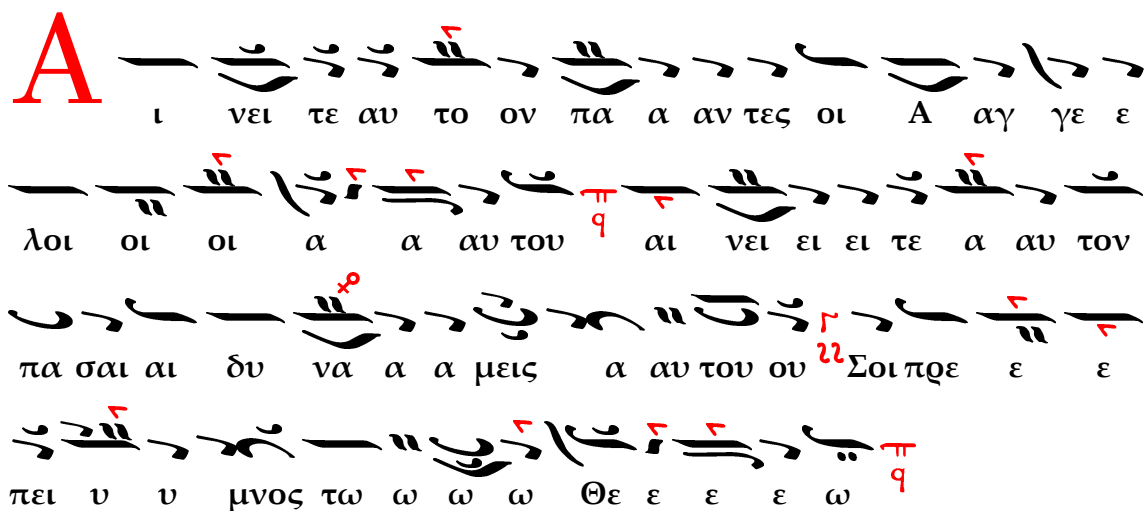 Α ι νει τε αυ το ον πα α αν τες οι Α αγ γε ε
λοι οι οι α α αυ του αι νει ει ει τε α αυ τον
πα σαι αι δυ να α α μεις α αυ του ου Σοι πρε ε ε
πει υ υ μνος τω ω ω ω Θε ε ε ε ω